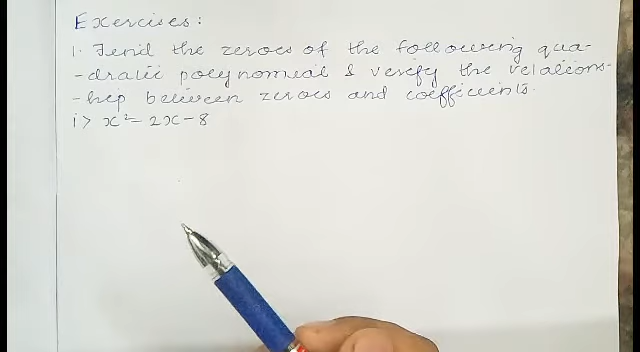 Exercises:
1. Find the zeroes of the following qua-
-dratic polynomial & verify the relations-
-hip between zeroes and coefficients.
i> x² - 2x - 8